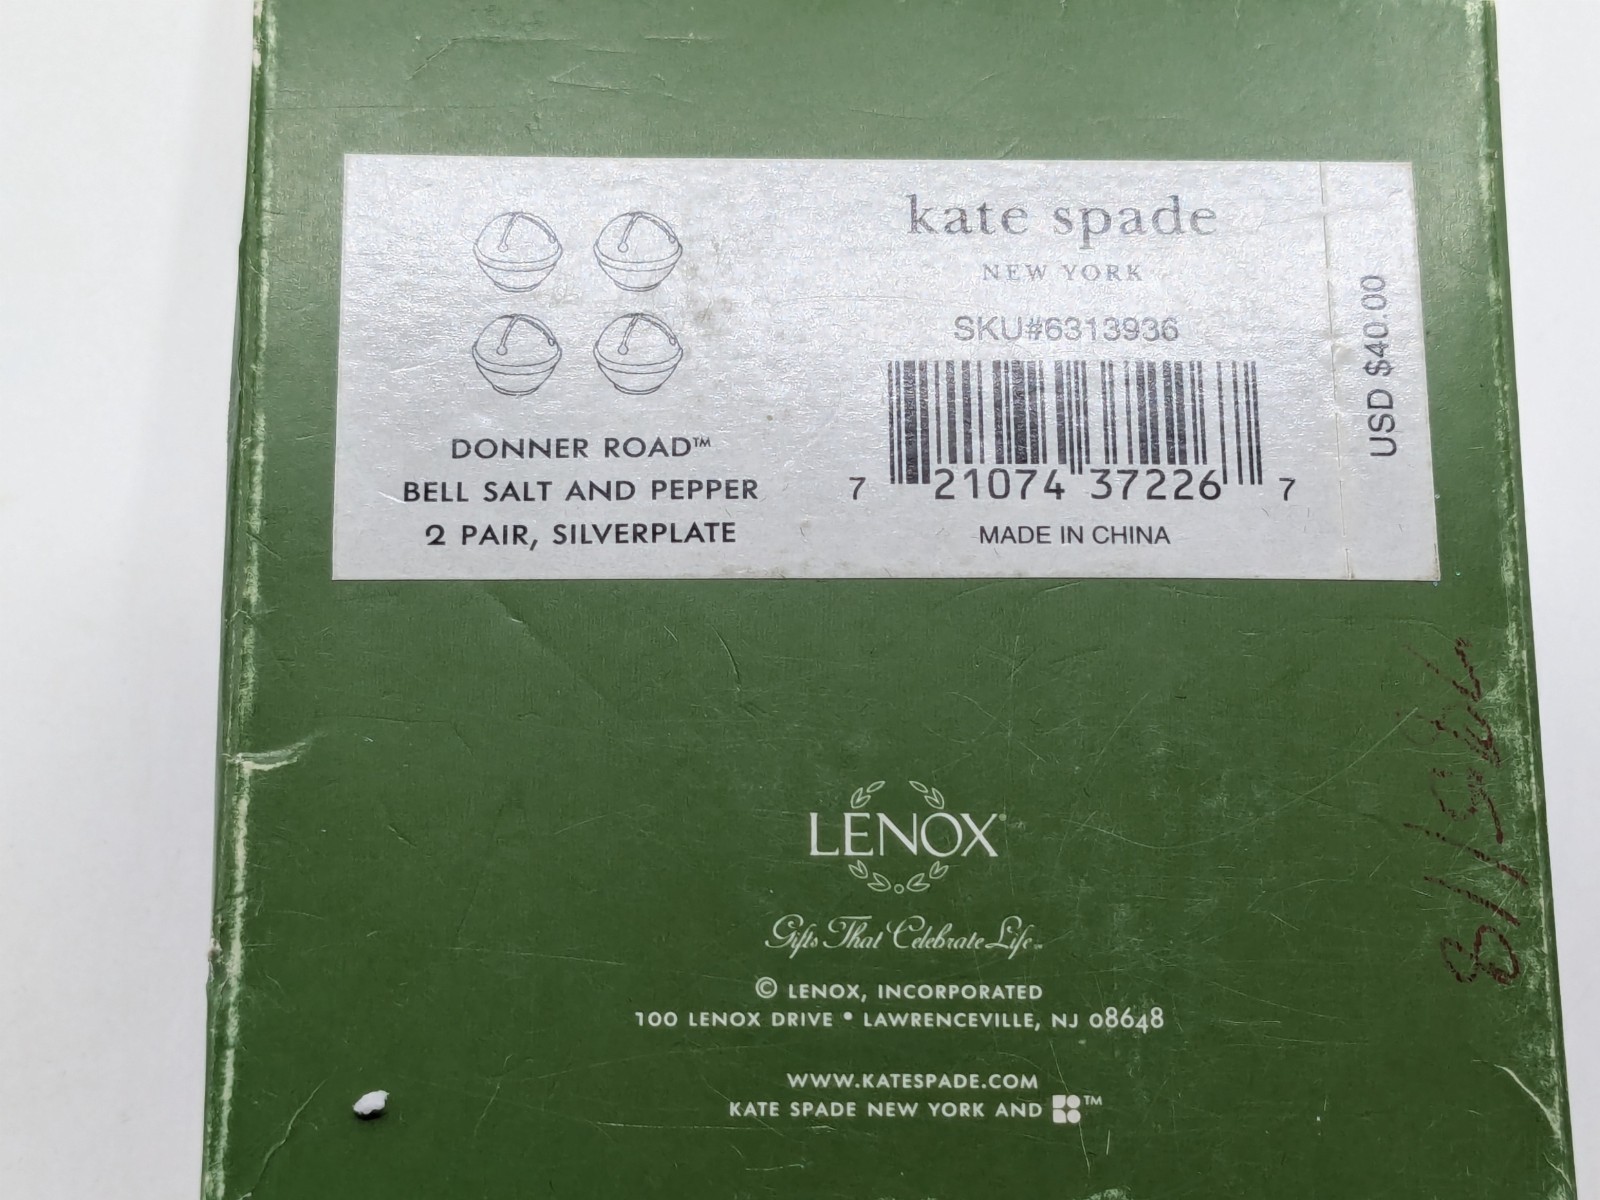 kate spade
NEW YORK
SKU#6313936
7 21074 37226 7
MADE IN CHINA
USD $40.00
DONNER ROAD™
BELL SALT AND PEPPER
2 PAIR, SILVERPLATE
LENOX®
Gifts That Celebrate Life™
© LENOX, INCORPORATED
100 LENOX DRIVE • LAWRENCEVILLE, NJ 08648
WWW.KATESPADE.COM
KATE SPADE NEW YORK AND ™